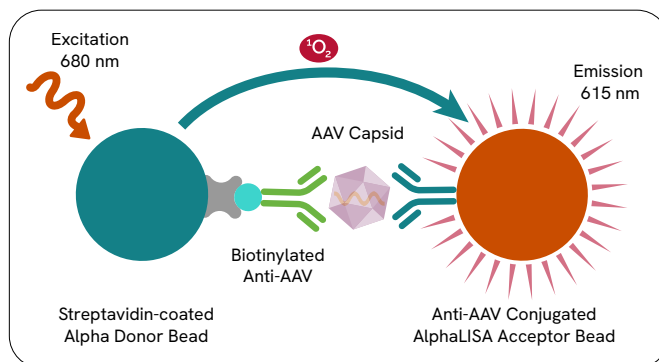 Excitation
680 nm
¹O₂
Emission
615 nm
AAV Capsid
Biotinylated
Anti-AAV
Streptavidin-coated
Alpha Donor Bead
Anti-AAV Conjugated
AlphaLISA Acceptor Bead